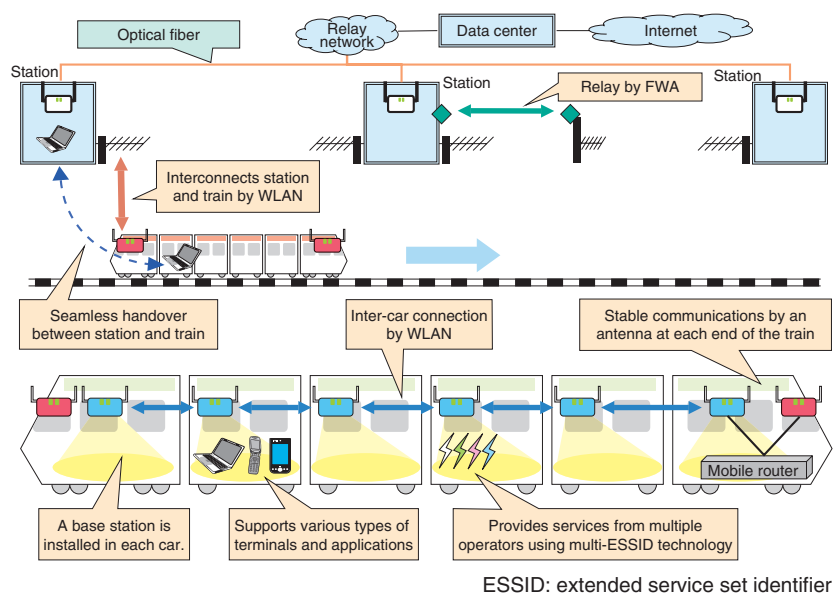 Optical fiber
Relay
network
Data center
Internet
Station
Station
Station
Relay by FWA
Interconnects station
and train by WLAN
Seamless handover
between station and train
Inter-car connection
by WLAN
Stable communications by an
antenna at each end of the train
Mobile router
A base station is
installed in each car.
Supports various types of
terminals and applications
Provides services from multiple
operators using multi-ESSID technology
ESSID: extended service set identifier